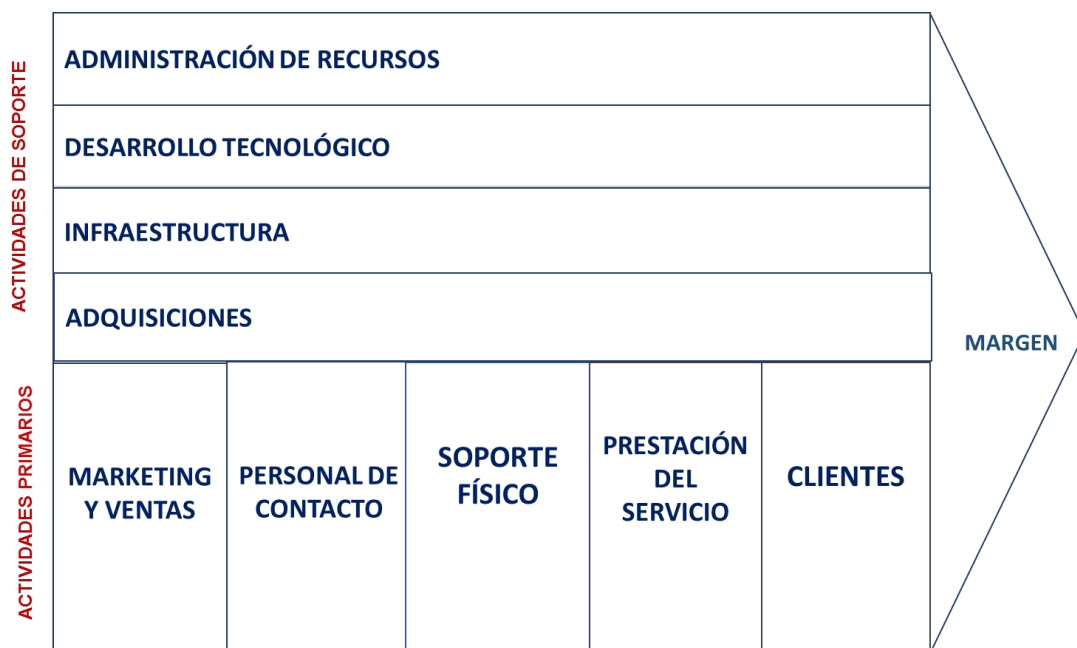 ACTIVIDADES DE SOPORTE
ADMINISTRACIÓN DE RECURSOS
DESARROLLO TECNOLÓGICO
INFRAESTRUCTURA
ADQUISICIONES
MARGEN
ACTIVIDADES PRIMARIOS
MARKETING
Y VENTAS
PERSONAL DE
CONTACTO
SOPORTE
FÍSICO
PRESTACIÓN
DEL
SERVICIO
CLIENTES